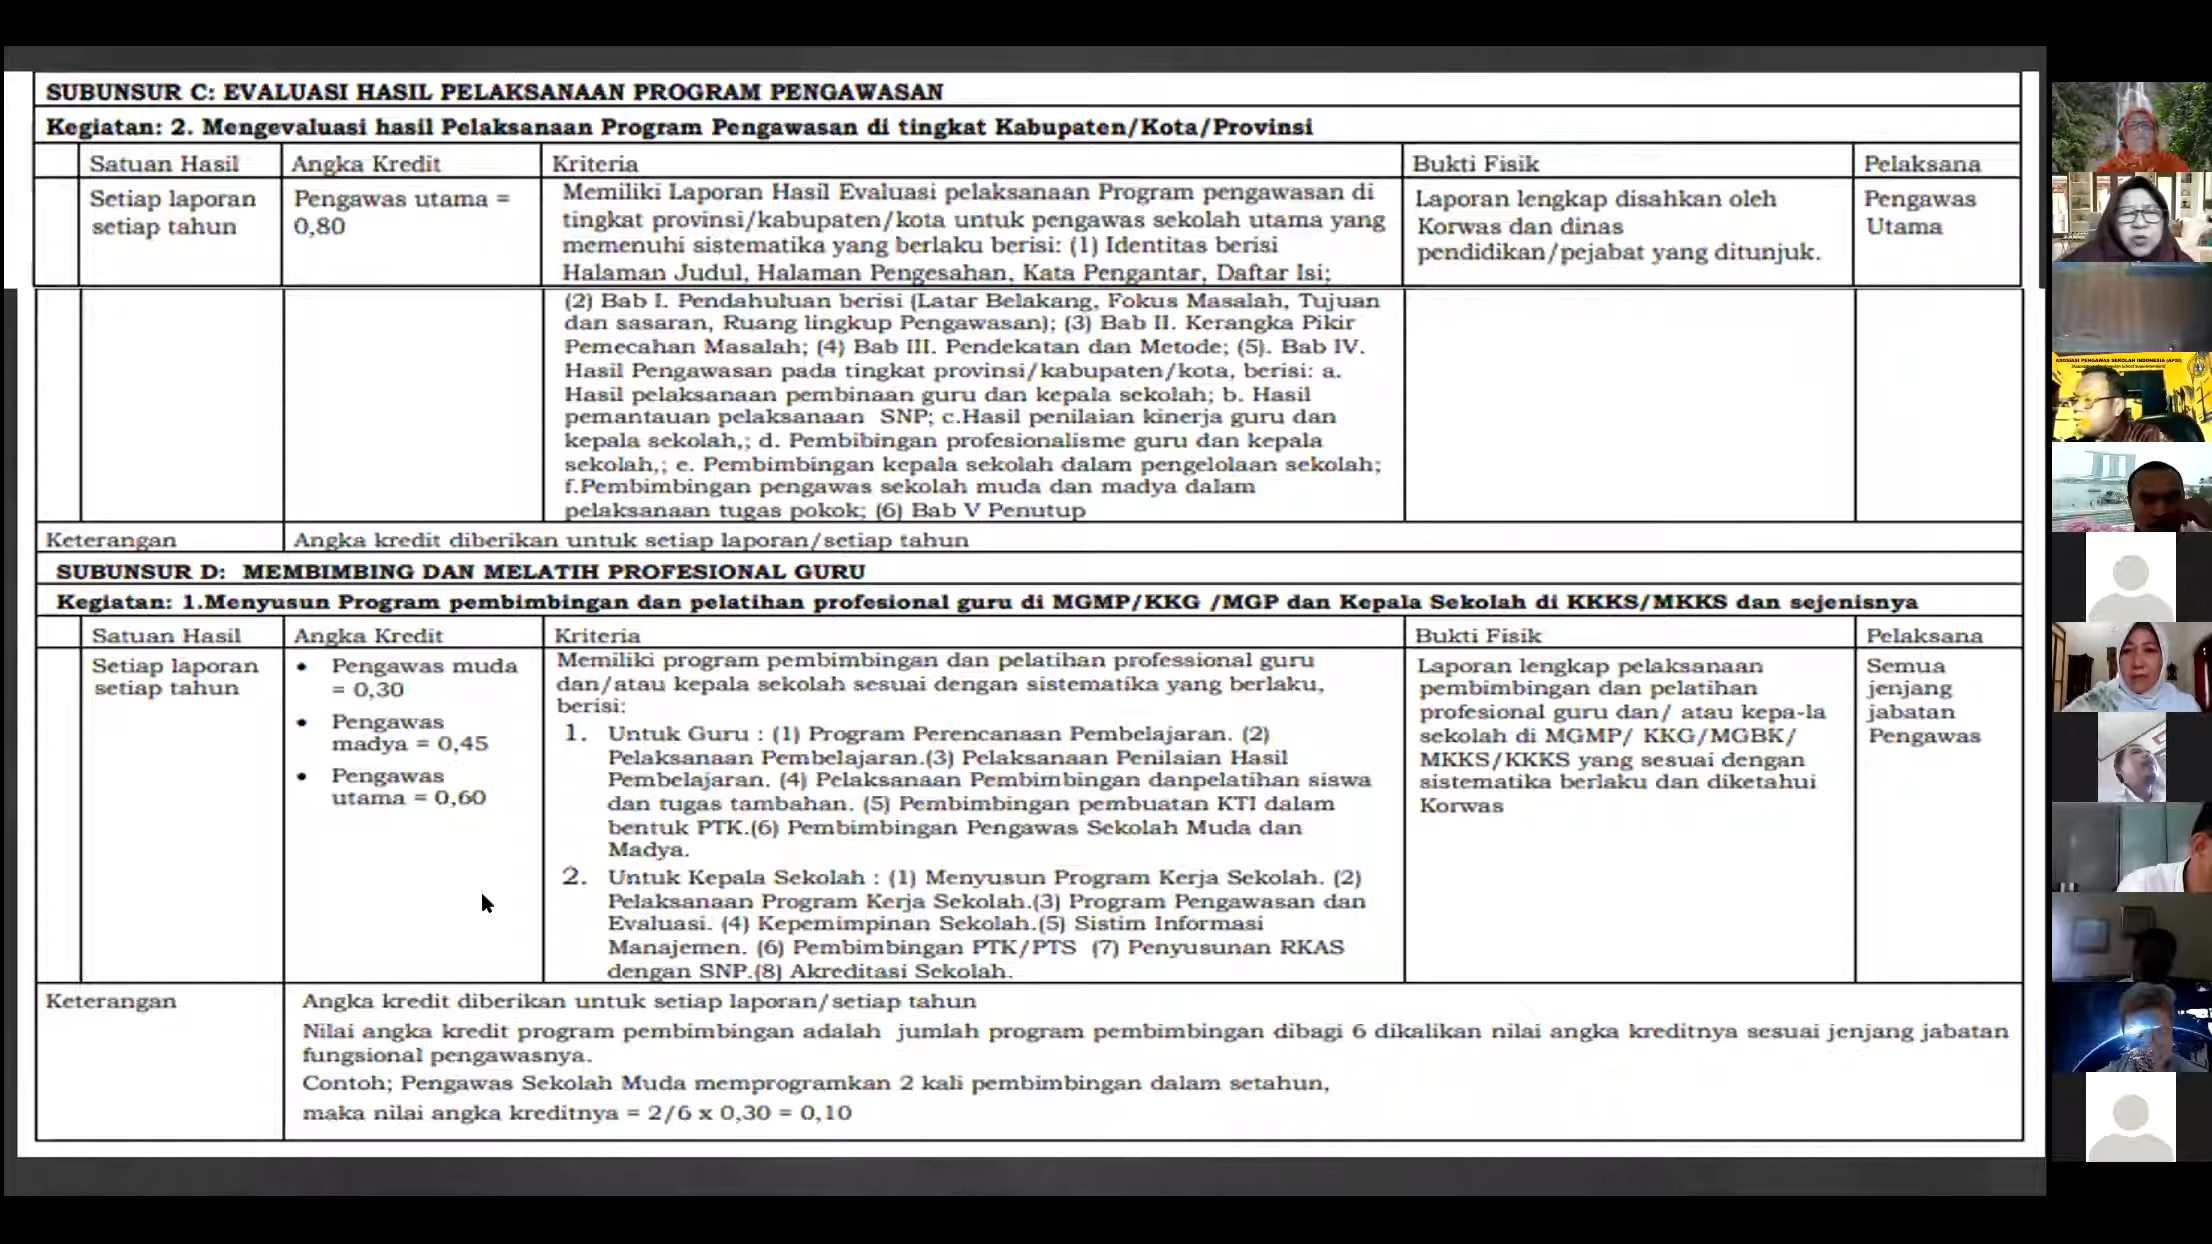 SUBUNSUR C: EVALUASI HASIL PELAKSANAAN PROGRAM PENGAWASAN
Kegiatan: 2. Mengevaluasi hasil Pelaksanaan Program Pengawasan di tingkat Kabupaten/Kota/Provinsi
Satuan Hasil
Angka Kredit
Kriteria
Bukti Fisik
Pelaksana
Setiap laporan
setiap tahun
Pengawas utama =
0,80
Memiliki Laporan Hasil Evaluasi pelaksanaan Program pengawasan di
tingkat provinsi/kabupaten/kota untuk pengawas sekolah utama yang
memenuhi sistematika yang berlaku berisi: (1) Identitas berisi
Halaman Judul, Halaman Pengesahan, Kata Pengantar, Daftar Isi;
(2) Bab I. Pendahuluan berisi (Latar Belakang, Fokus Masalah, Tujuan
dan sasaran, Ruang lingkup Pengawasan); (3) Bab II. Kerangka Pikir
Pemecahan Masalah; (4) Bab III. Pendekatan dan Metode; (5). Bab IV.
Hasil Pengawasan pada tingkat provinsi/kabupaten/kota, berisi: a.
Hasil pelaksanaan pembinaan guru dan kepala sekolah; b. Hasil
pemantauan pelaksanaan SNP; c.Hasil penilaian kinerja guru dan
kepala sekolah,; d. Pembibingan profesionalisme guru dan kepala
sekolah,; e. Pembimbingan kepala sekolah dalam pengelolaan sekolah;
f.Pembimbingan pengawas sekolah muda dan madya dalam
pelaksanaan tugas pokok; (6) Bab V Penutup
Laporan lengkap disahkan oleh
Korwas dan dinas
pendidikan/pejabat yang ditunjuk.
Pengawas
Utama
Keterangan
Angka kredit diberikan untuk setiap laporan/setiap tahun
SUBUNSUR D: MEMBIMBING DAN MELATIH PROFESIONAL GURU
Kegiatan: 1.Menyusun Program pembimbingan dan pelatihan profesional guru di MGMP/KKG /MGP dan Kepala Sekolah di KKKS/MKKS dan sejenisnya
Satuan Hasil
Angka Kredit
Kriteria
Bukti Fisik
Pelaksana
Setiap laporan
setiap tahun
• Pengawas muda
= 0,30
• Pengawas
madya = 0,45
• Pengawas
utama = 0,60
Memiliki program pembimbingan dan pelatihan professional guru
dan/atau kepala sekolah sesuai dengan sistematika yang berlaku,
berisi:
1. Untuk Guru : (1) Program Perencanaan Pembelajaran. (2)
Pelaksanaan Pembelajaran.(3) Pelaksanaan Penilaian Hasil
Pembelajaran. (4) Pelaksanaan Pembimbingan danpelatihan siswa
dan tugas tambahan. (5) Pembimbingan pembuatan KTI dalam
bentuk PTK.(6) Pembimbingan Pengawas Sekolah Muda dan
Madya.
2. Untuk Kepala Sekolah : (1) Menyusun Program Kerja Sekolah. (2)
Pelaksanaan Program Kerja Sekolah.(3) Program Pengawasan dan
Evaluasi. (4) Kepemimpinan Sekolah.(5) Sistim Informasi
Manajemen. (6) Pembimbingan PTK/PTS (7) Penyusunan RKAS
dengan SNP.(8) Akreditasi Sekolah.
Laporan lengkap pelaksanaan
pembimbingan dan pelatihan
profesional guru dan/ atau kepa-la
sekolah di MGMP/ KKG/MGBK/
MKKS/KKKS yang sesuai dengan
sistematika berlaku dan diketahui
Korwas
Semua
jenjang
jabatan
Pengawas
Keterangan
Angka kredit diberikan untuk setiap laporan/setiap tahun
Nilai angka kredit program pembimbingan adalah jumlah program pembimbingan dibagi 6 dikalikan nilai angka kreditnya sesuai jenjang jabatan
fungsional pengawasnya.
Contoh; Pengawas Sekolah Muda memprogramkan 2 kali pembimbingan dalam setahun,
maka nilai angka kreditnya = 2/6 x 0,30 = 0,10
ASOSIASI PENGAWAS SEKOLAH INDONESIA (APSI)